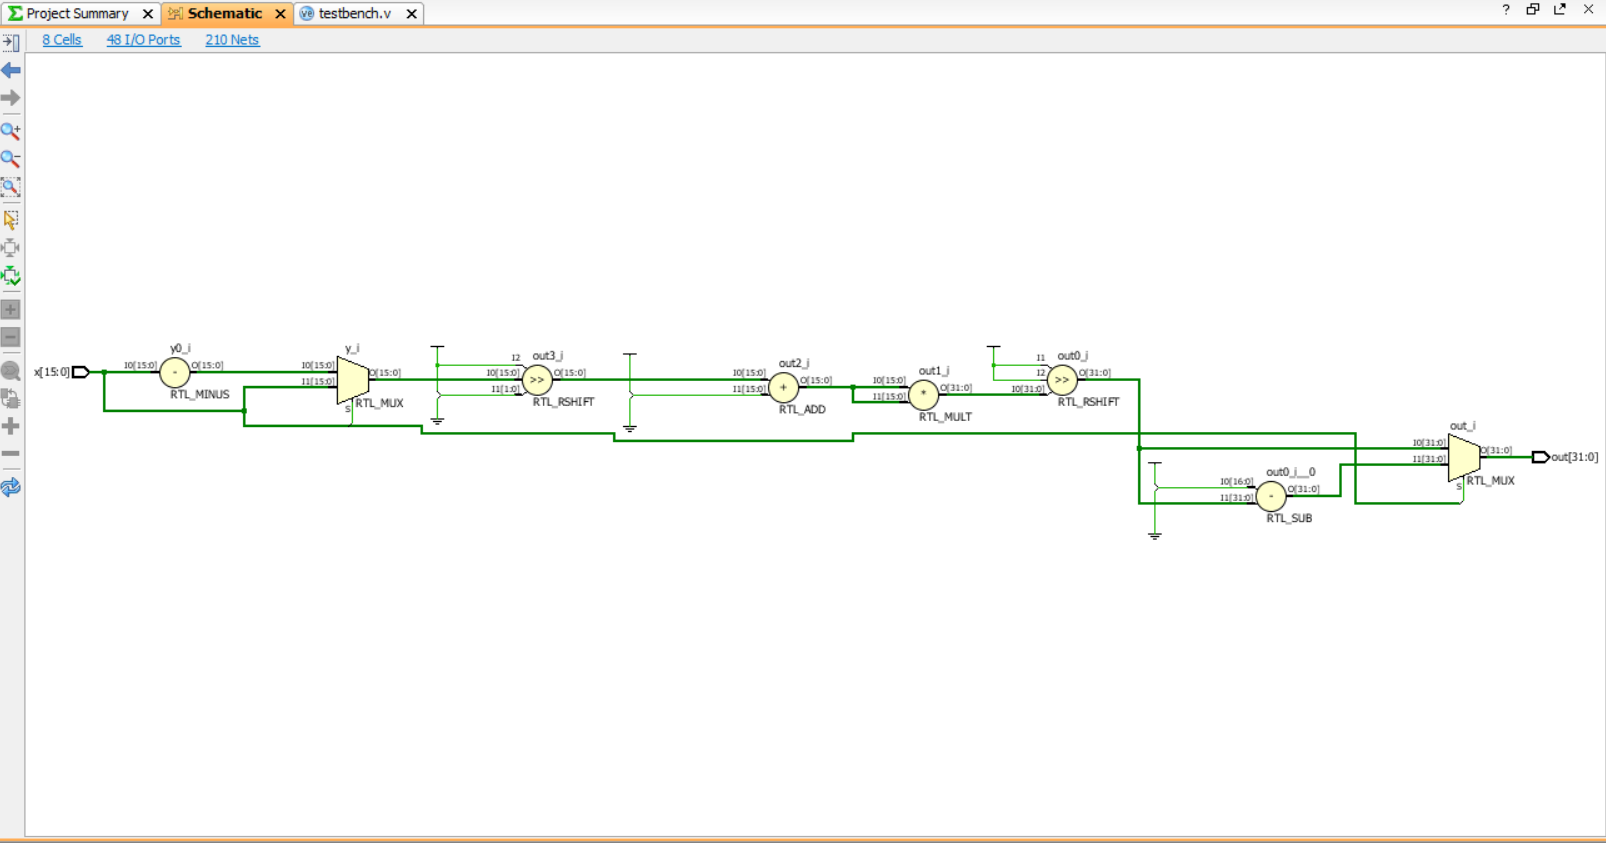 Project Summary
Schematic
testbench.v
?
8 Cells
48 I/O Ports
210 Nets
x[15:0]
y0_i
I0[15:0]
-
O[15:0]
RTL_MINUS
y_i
I0[15:0]
I1[15:0]
O[15:0]
S
RTL_MUX
out3_i
I2
I0[15:0]
I1[1:0]
>>
O[15:0]
RTL_RSHIFT
out2_i
I0[15:0]
I1[15:0]
+
O[15:0]
RTL_ADD
out1_i
I0[15:0]
I1[15:0]
*
O[31:0]
RTL_MULT
out0_i
I1
I2
I0[31:0]
>>
O[31:0]
RTL_RSHIFT
out0_i__0
I0[16:0]
I1[31:0]
-
O[31:0]
RTL_SUB
out_i
I0[31:0]
I1[31:0]
O[31:0]
S
RTL_MUX
out[31:0]